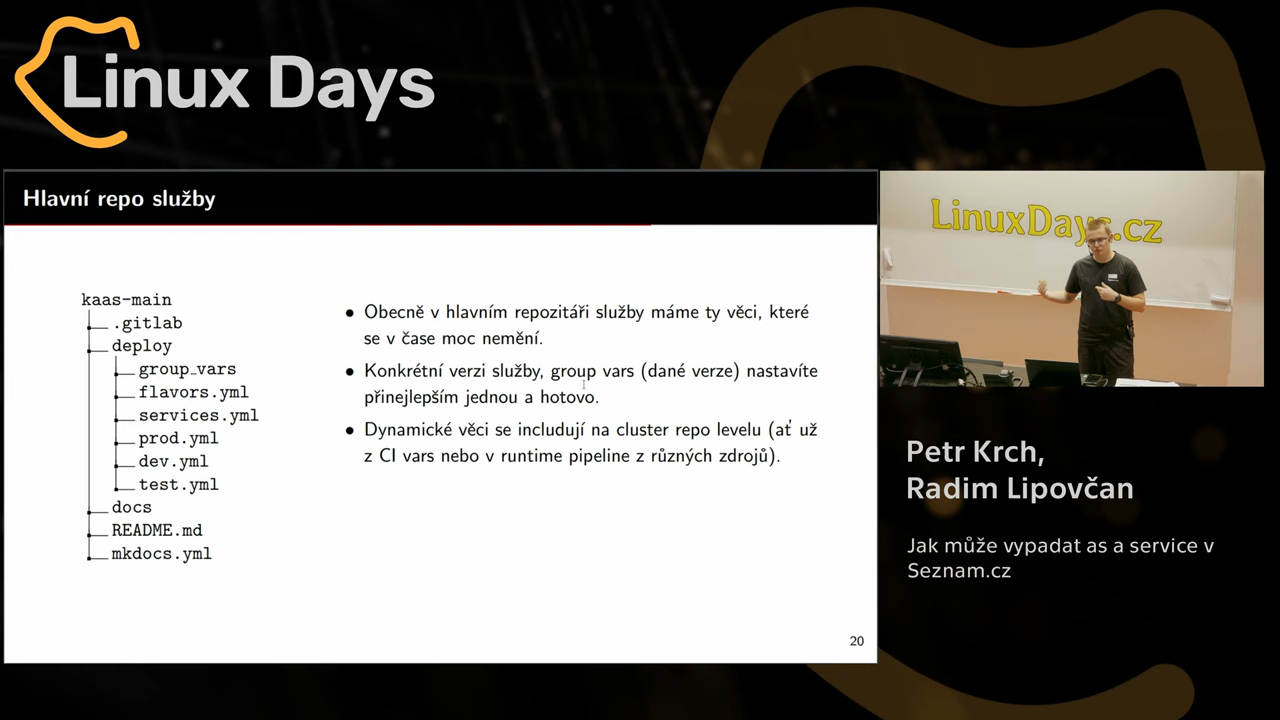 Linux Days
Hlavní repo služby
kaas-main
.gitlab
deploy
group_vars
flavors.yml
services.yml
prod.yml
dev.yml
test.yml
docs
README.md
mkdocs.yml
• Obecně v hlavním repozitáři služby máme ty věci, které
se v čase moc nemění.
• Konkrétní verzi služby, group vars (dané verze) nastavíte
přinejlepším jednou a hotovo.
• Dynamické věci se includují na cluster repo levelu (ať už
z CI vars nebo v runtime pipeline z různých zdrojů).
20
LinuxDays.cz
Petr Krch,
Radim Lipovčan
Jak může vypadat as a service v
Seznam.cz